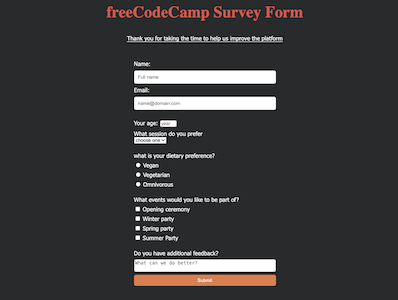 freeCodeCamp Survey Form
Thank you for taking the time to help us improve the platform
Name:
Full name
Email:
name@domain.com
Your age: year
What session do you prefer
choose one
what is your dietary preference?
Vegan
Vegetarian
Omnivorous
What events would you like to be part of?
Opening ceremony
Winter party
Spring party
Summer Party
Do you have additional feedback?
What can we do better?
Submit